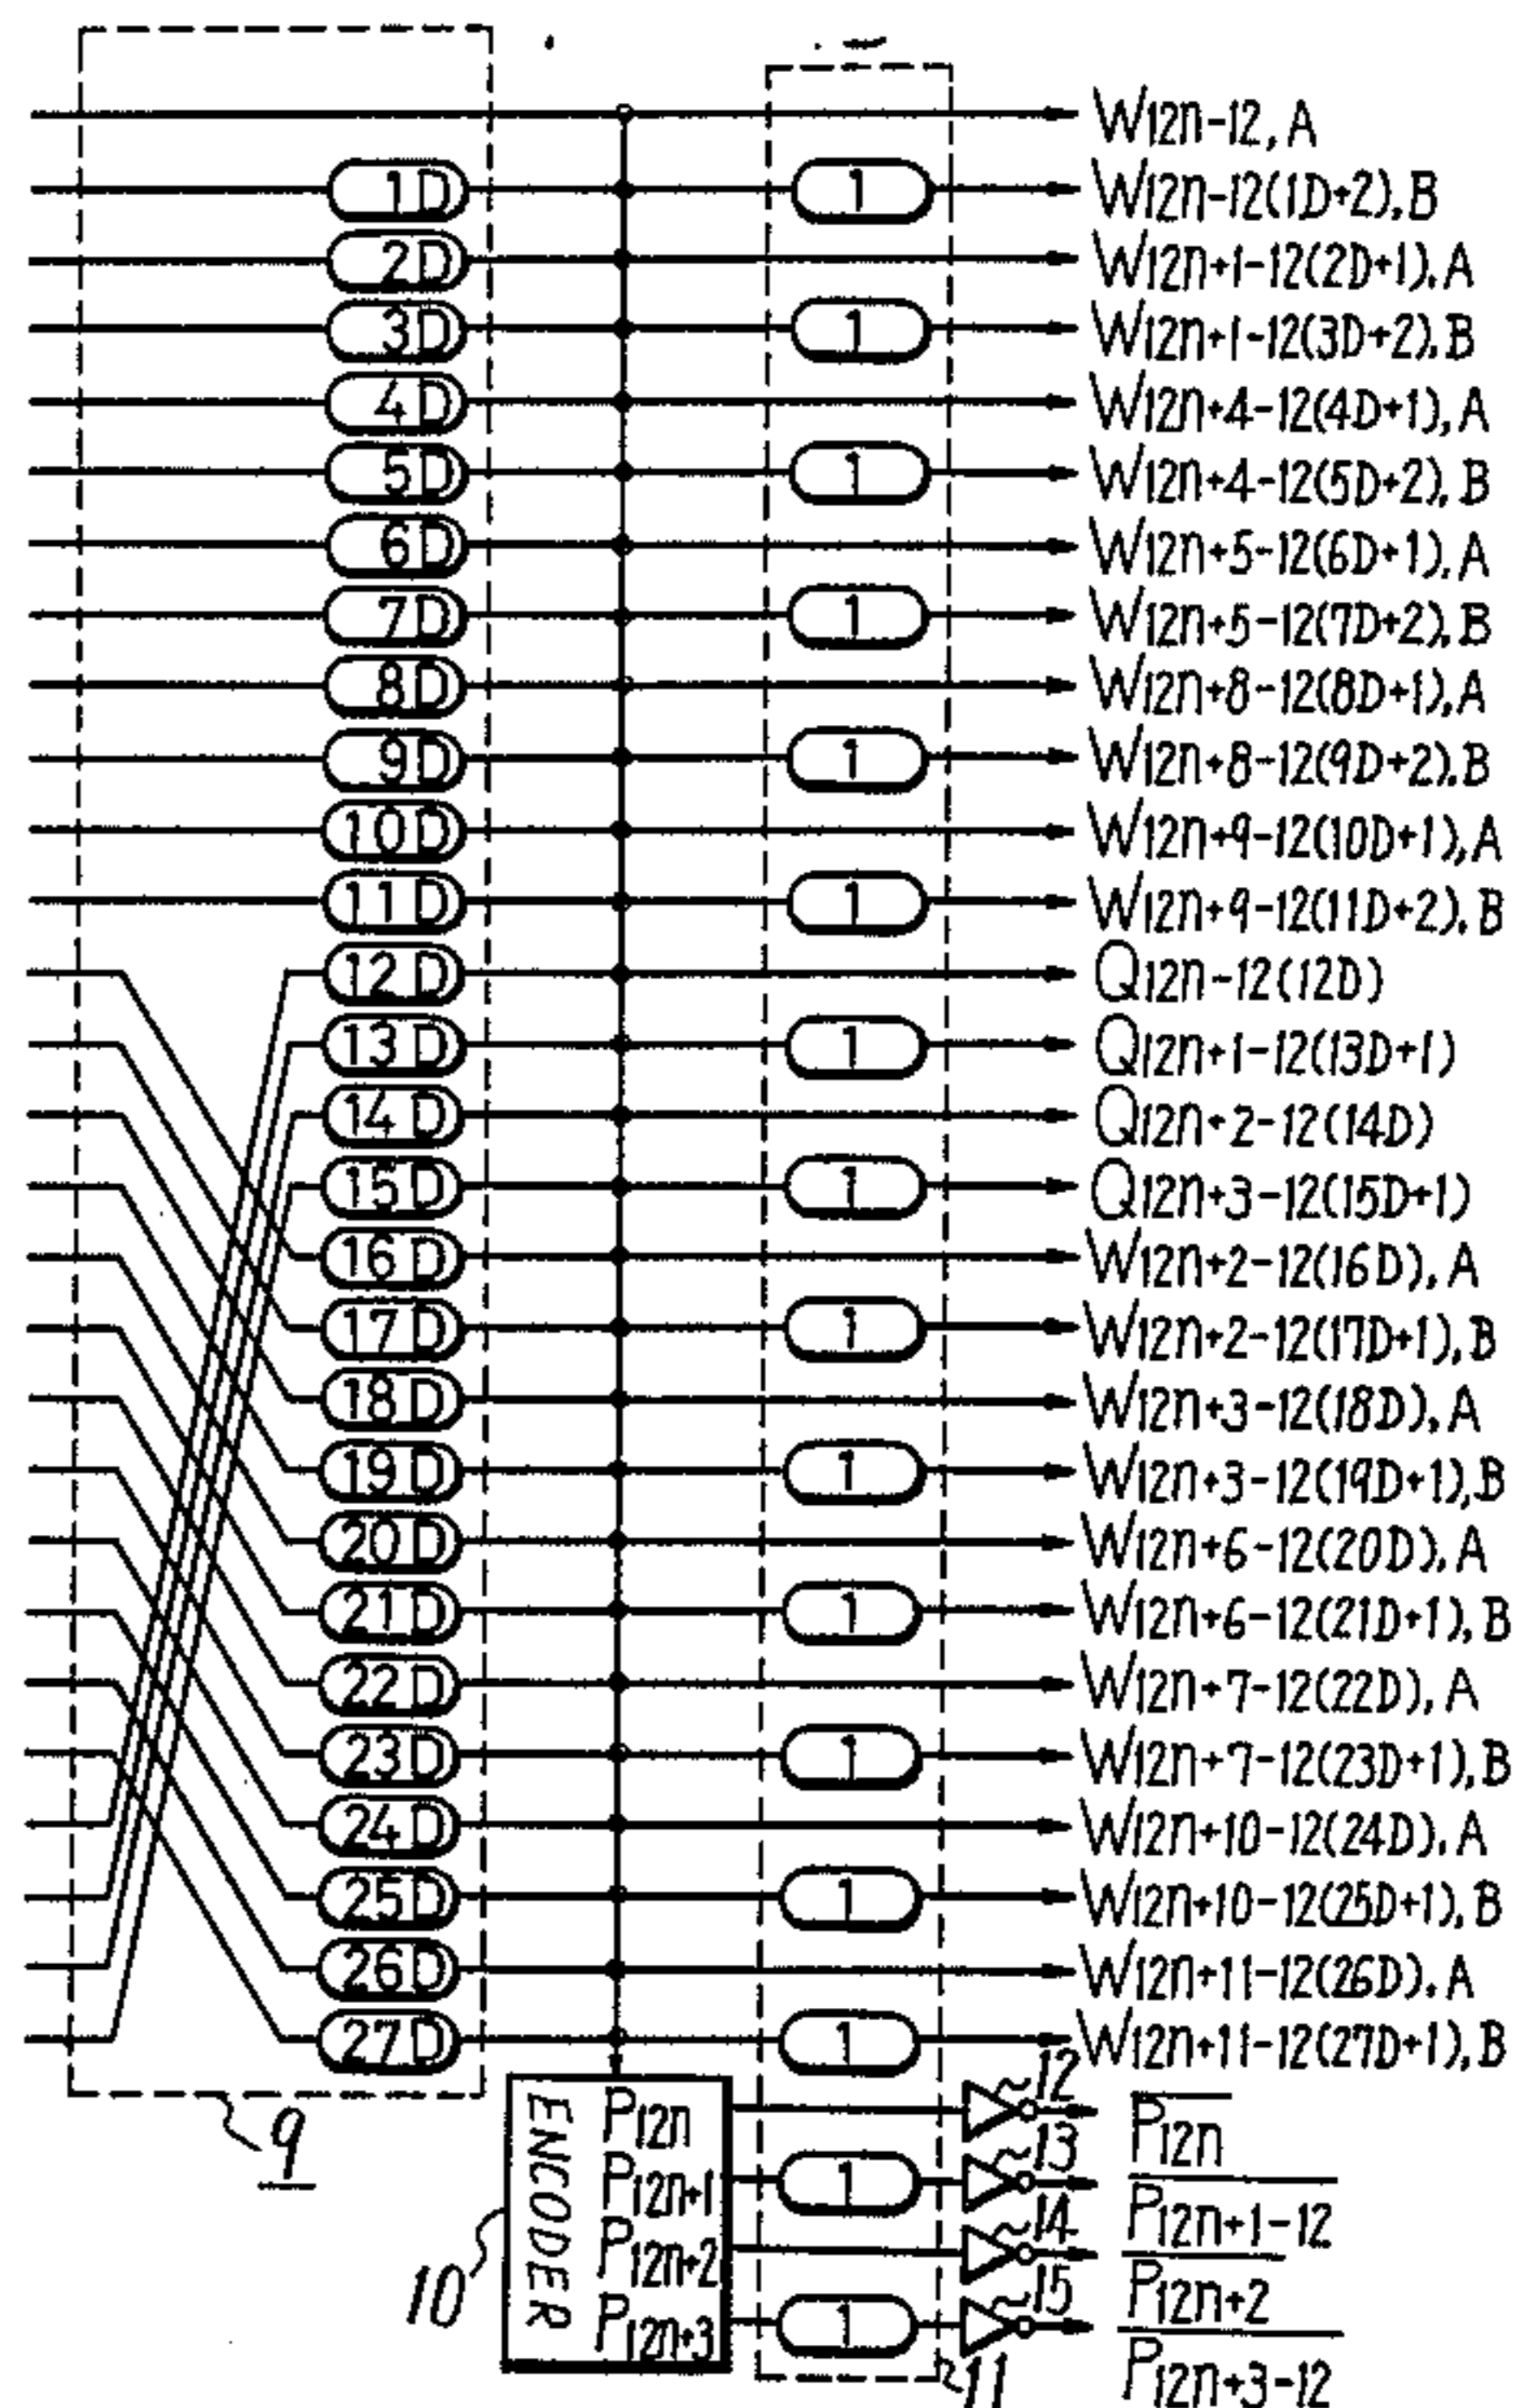 W12n-12, A
1D 1 W12n-12(1D+2), B
2D W12n+1-12(2D+1), A
3D 1 W12n+1-12(3D+2), B
4D W12n+4-12(4D+1), A
5D 1 W12n+4-12(5D+2), B
6D W12n+5-12(6D+1), A
7D 1 W12n+5-12(7D+2), B
8D W12n+8-12(8D+1), A
9D 1 W12n+8-12(9D+2), B
10D W12n+9-12(10D+1), A
11D 1 W12n+9-12(11D+2), B
12D Q12n-12(12D)
13D 1 Q12n+1-12(13D+1)
14D Q12n+2-12(14D)
15D 1 Q12n+3-12(15D+1)
16D W12n+2-12(16D), A
17D 1 W12n+2-12(17D+1), B
18D W12n+3-12(18D), A
19D 1 W12n+3-12(19D+1), B
20D W12n+6-12(20D), A
21D 1 W12n+6-12(21D+1), B
22D W12n+7-12(22D), A
23D 1 W12n+7-12(23D+1), B
24D W12n+10-12(24D), A
25D 1 W12n+10-12(25D+1), B
26D W12n+11-12(26D), A
27D 1 W12n+11-12(27D+1), B
9
10
ENCODER
P12n 12 P12n
P12n+1 1 13 P12n+1-12
P12n+2 14 P12n+2
P12n+3 1 15 P12n+3-12
11